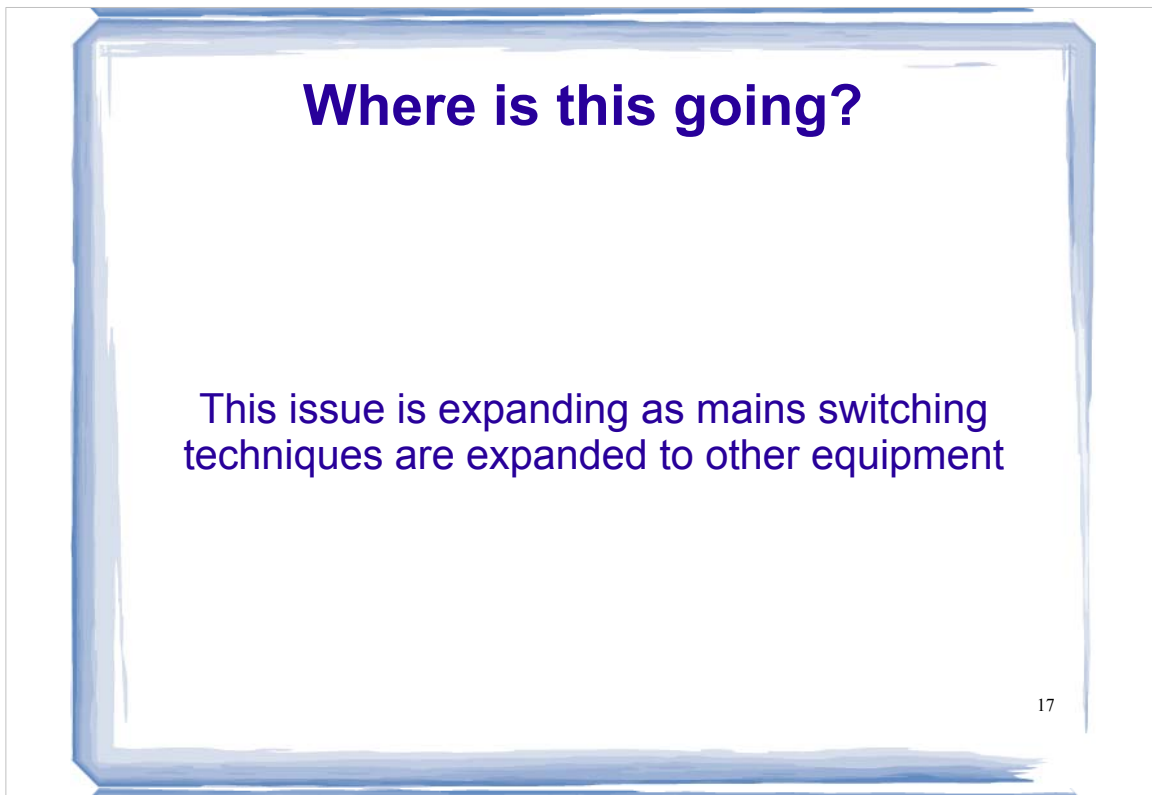 Where is this going?
This issue is expanding as mains switching
techniques are expanded to other equipment
17